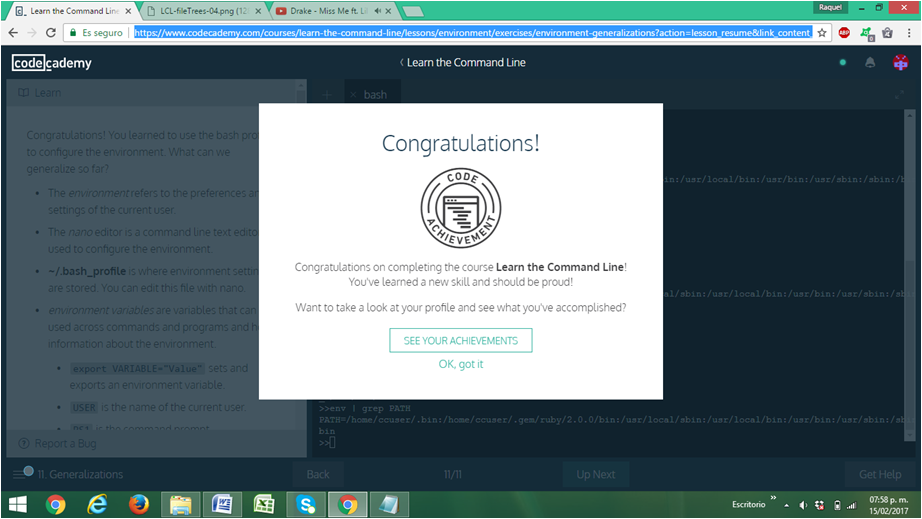 Learn the Command Line
LCL-fileTrees-04.png (12
Drake - Miss Me ft. Lil
Raquel
Es seguro
https://www.codecademy.com/courses/learn-the-command-line/lessons/environment/exercises/environment-generalizations?action=lesson_resume&link_content_
ABP
codecademy
Learn the Command Line
Learn
bash
Congratulations! You learned to use the bash
to configure the environment. What can we
generalize so far?
The environment refers to the preferences
settings of the current user.
The nano editor is a command line text
used to configure the environment.
~/.bash_profile is where environment
are stored. You can edit this file with nano.
environment variables are variables that can
used across commands and programs and
information about the environment.
export VARIABLE="Value" sets and
exports an environment variable
USER is the name of the current user.
is the command prompt
Congratulations!
CODE
ACHIEVEMENT
Congratulations on completing the course Learn the Command Line!
You've learned a new skill and should be proud!
Want to take a look at your profile and see what you've accomplished?
SEE YOUR ACHIEVEMENTS
OK, got it
in:/usr/local/bin:/usr/bin:/usr/sbin:/sbin:/b
al/sbin:/usr/local/bin:/usr/bin:/usr/sbin:/sb
>>env | grep PATH
PATH=/home/ccuser/.bin:/home/ccuser/.gem/ruby/2.0.0/bin:/usr/local/sbin:/usr/local/bin:/usr/bin:/usr/sbin:/sbin:/
bin
>>
Report a Bug
11. Generalizations
Back
11/11
Up Next
Get Help
Escritorio
07:58 p. m.
15/02/2017